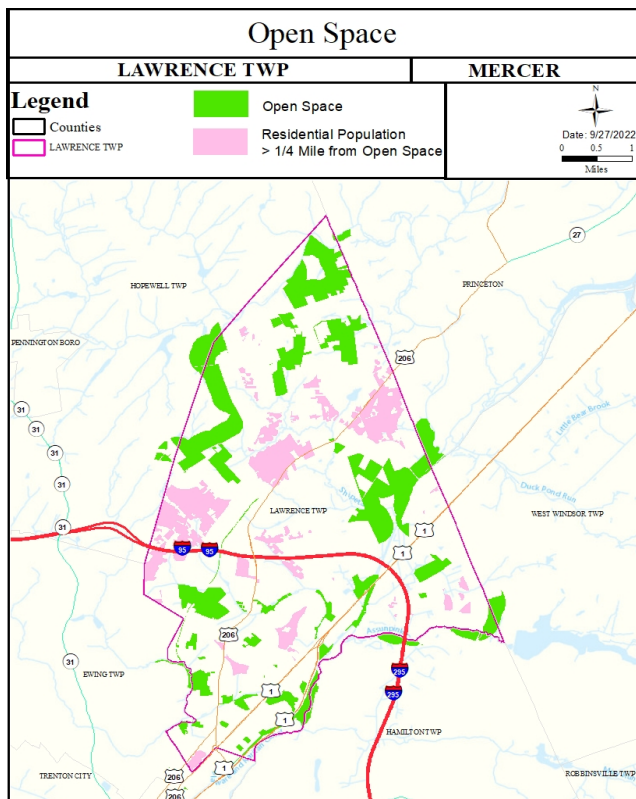 Open Space
LAWRENCE TWP
MERCER
Legend
Counties
LAWRENCE TWP
Open Space
Residential Population
> 1/4 Mile from Open Space
N
Date: 9/27/2022
0 0.5 1
Miles
27
HOPEWELL TWP
PRINCETON
PENNINGTON BORO
206
31
31
31
Little Bear Brook
31
Duck Pond Run
LAWRENCE TWP
WEST WINDSOR TWP
31
1
95
95
1
Assunpink
206
31
EWING TWP
295
1
295
1
HAMILTON TWP
1
TRENTON CITY
206
ROBBINSVILLE TWP
206